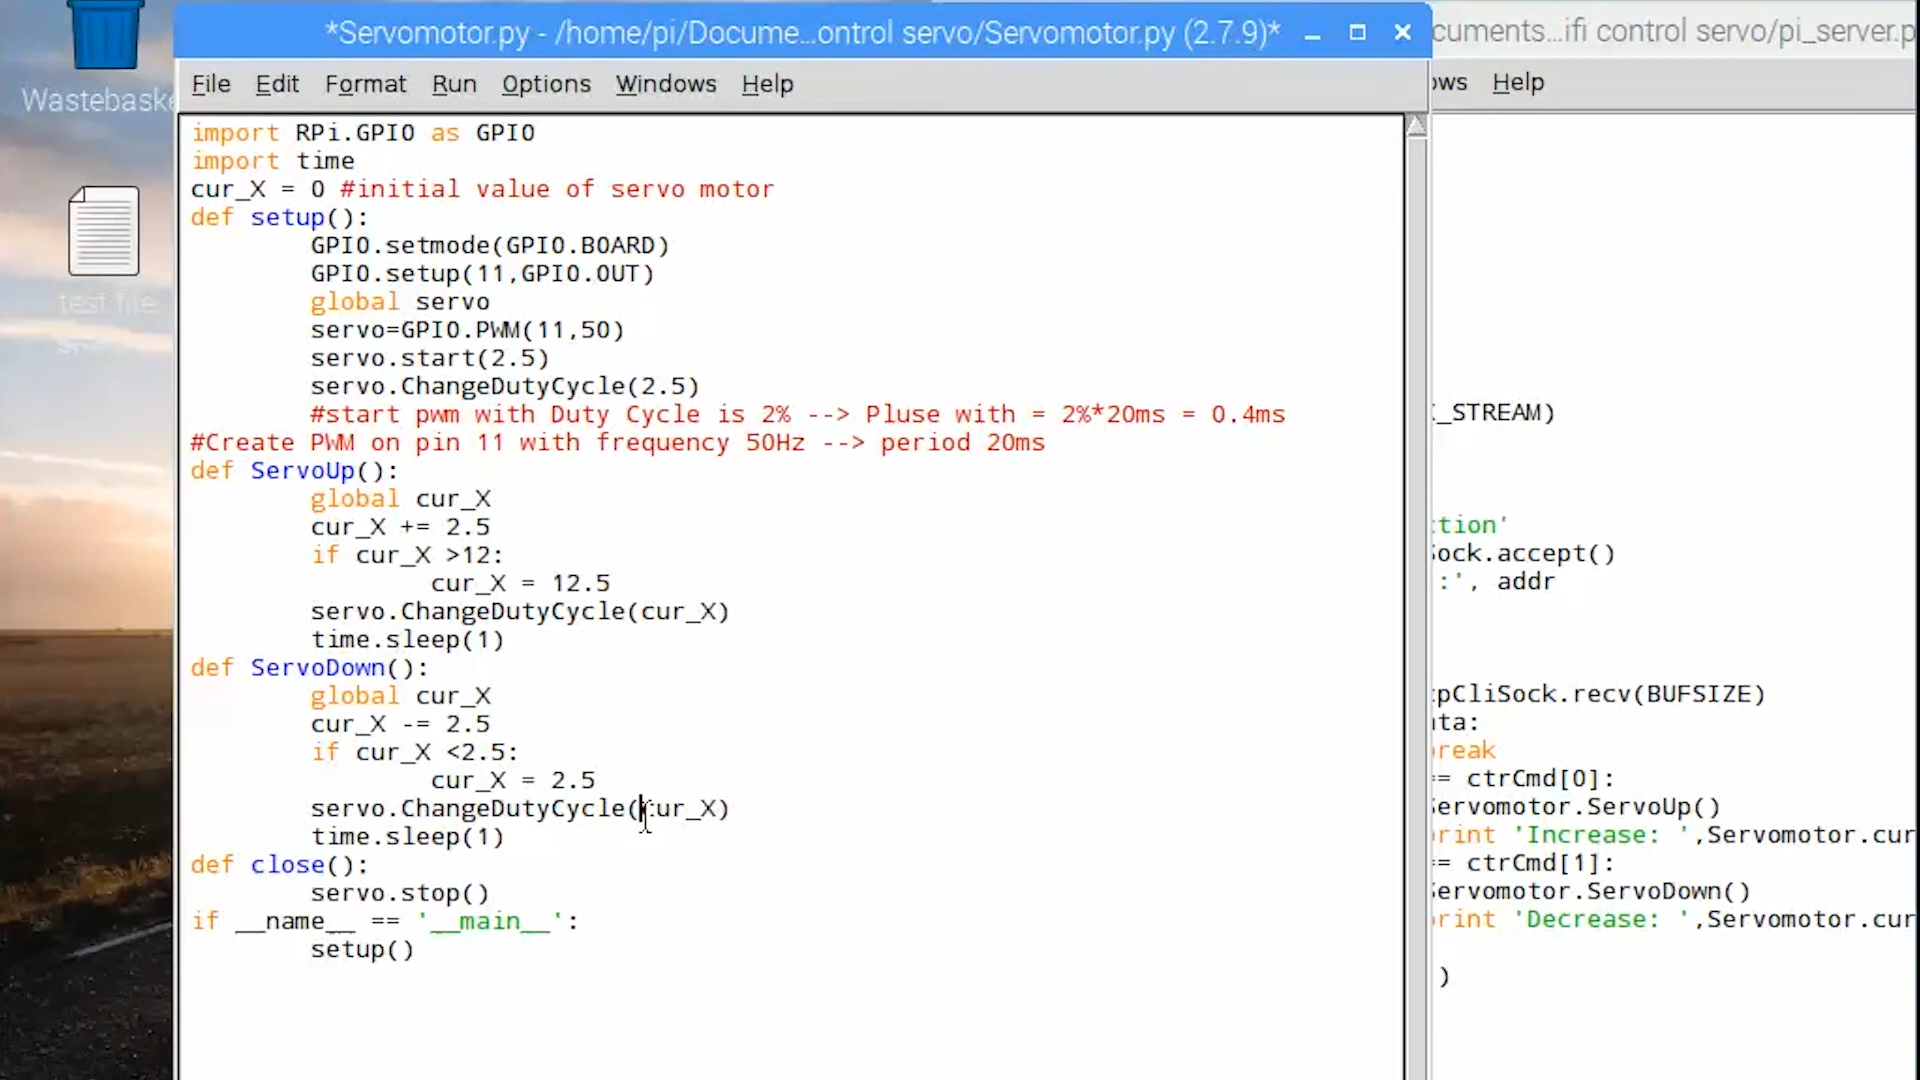 Wastebaske
test file
*Servomotor.py - /home/pi/Docume...ontrol servo/Servomotor.py (2.7.9)*
File Edit Format Run Options Windows Help
import RPi.GPIO as GPIO
import time
cur_X = 0 #initial value of servo motor
def setup():
        GPIO.setmode(GPIO.BOARD)
        GPIO.setup(11,GPIO.OUT)
        global servo
        servo=GPIO.PWM(11,50)
        servo.start(2.5)
        servo.ChangeDutyCycle(2.5)
        #start pwm with Duty Cycle is 2% --> Pluse with = 2%*20ms = 0.4ms
#Create PWM on pin 11 with frequency 50Hz --> period 20ms
def ServoUp():
        global cur_X
        cur_X += 2.5
        if cur_X >12:
                cur_X = 12.5
        servo.ChangeDutyCycle(cur_X)
        time.sleep(1)
def ServoDown():
        global cur_X
        cur_X -= 2.5
        if cur_X <2.5:
                cur_X = 2.5
        servo.ChangeDutyCycle(cur_X)
        time.sleep(1)
def close():
        servo.stop()
if __name__ == '__main__':
        setup()
cuments...ifi control servo/pi_server.p
ows Help
_STREAM)
tion'
ock.accept()
:', addr
pCliSock.recv(BUFSIZE)
ta:
reak
= ctrCmd[0]:
Servomotor.ServoUp()
rint 'Increase: ',Servomotor.cur
= ctrCmd[1]:
Servomotor.ServoDown()
rint 'Decrease: ',Servomotor.cur
)